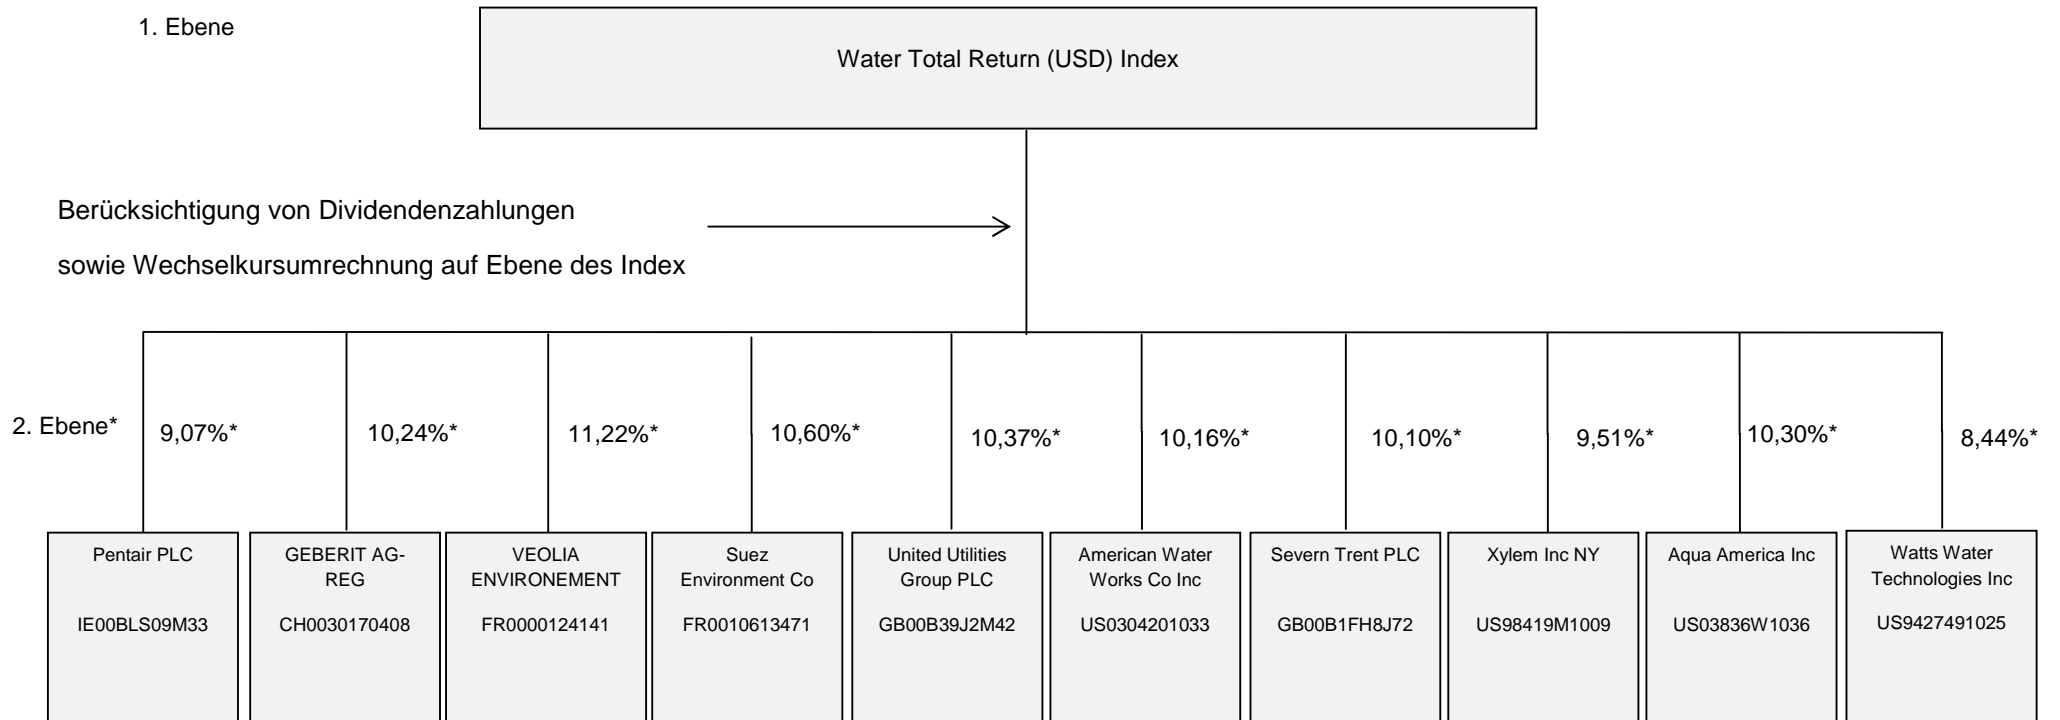 1. Ebene
Water Total Return (USD) Index
Berücksichtigung von Dividendenzahlungen
sowie Wechselkursumrechnung auf Ebene des Index
2. Ebene*
9,07%*
10,24%*
11,22%*
10,60%*
10,37%*
10,16%*
10,10%*
9,51%*
10,30%*
8,44%*
Pentair PLC
IE00BLS09M33
GEBERIT AG-
REG
CH0030170408
VEOLIA
ENVIRONEMENT
FR0000124141
Suez
Environment Co
FR0010613471
United Utilities
Group PLC
GB00B39J2M42
American Water
Works Co Inc
US0304201033
Severn Trent PLC
GB00B1FH8J72
Xylem Inc NY
US98419M1009
Aqua America Inc
US03836W1036
Watts Water
Technologies Inc
US9427491025